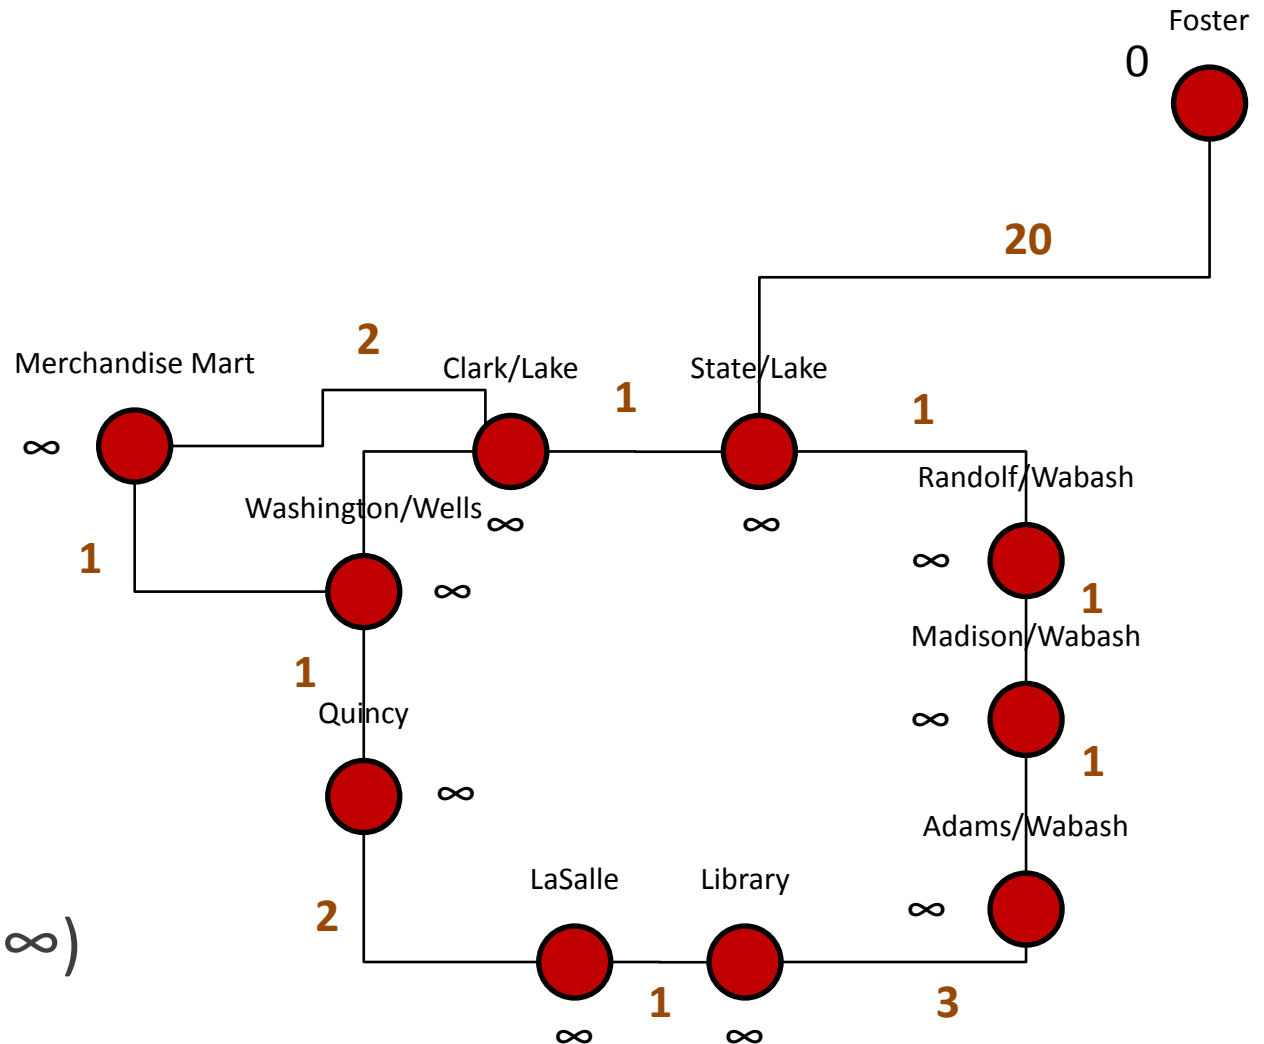 Foster
0
20
2
Merchandise Mart
Clark/Lake
State/Lake
1
1
∞
Randolf/Wabash
Washington/Wells
∞
∞
1
∞
∞
1
Madison/Wabash
1
Quincy
∞
1
∞
Adams/Wabash
LaSalle
Library
∞
2
∞)
1
3
∞
∞